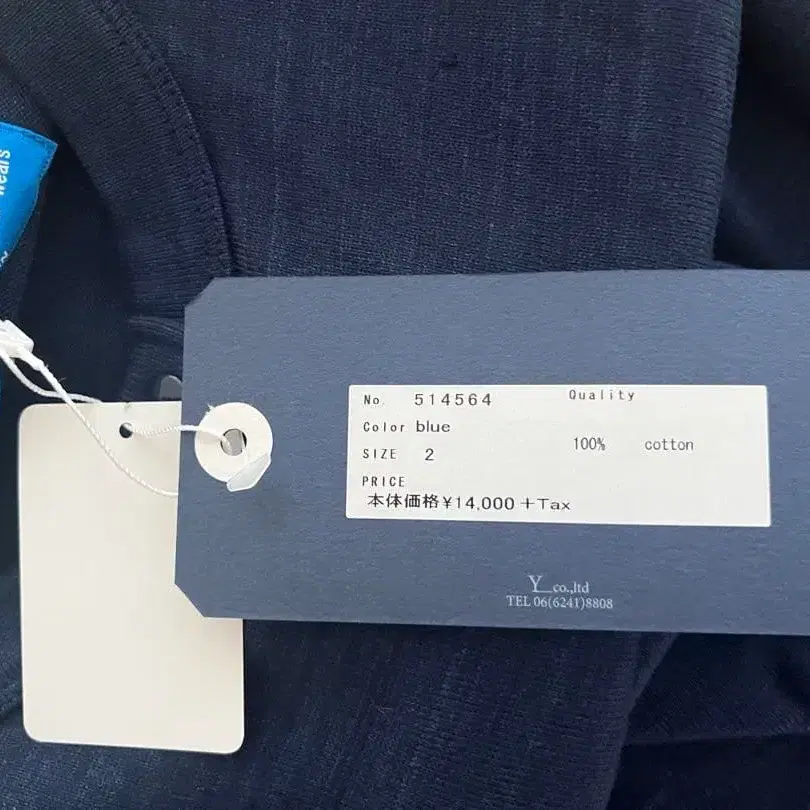 wears
No. 514564
Quality
Color blue
100% cotton
SIZE 2
PRICE
本体価格¥14,000+Tax
Y_co.,ltd
TEL 06(6241)8808